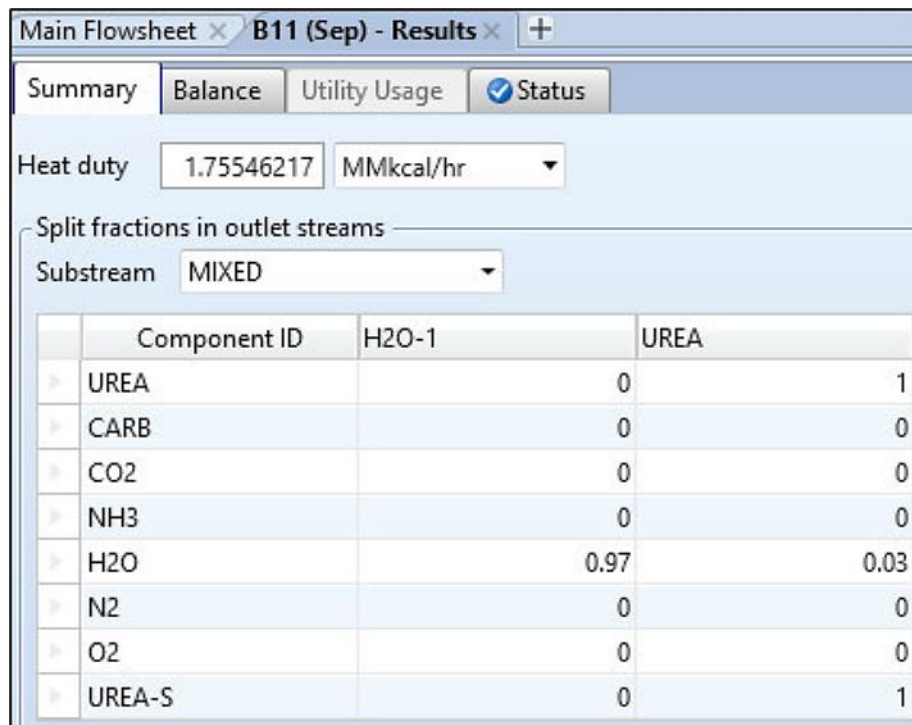 Main Flowsheet × B11 (Sep) - Results × +
Summary Balance Utility Usage Status
Heat duty 1.75546217 MMkcal/hr
Split fractions in outlet streams
Substream MIXED
Component ID H2O-1 UREA
UREA 0 1
CARB 0 0
CO2 0 0
NH3 0 0
H2O 0.97 0.03
N2 0 0
O2 0 0
UREA-S 0 1